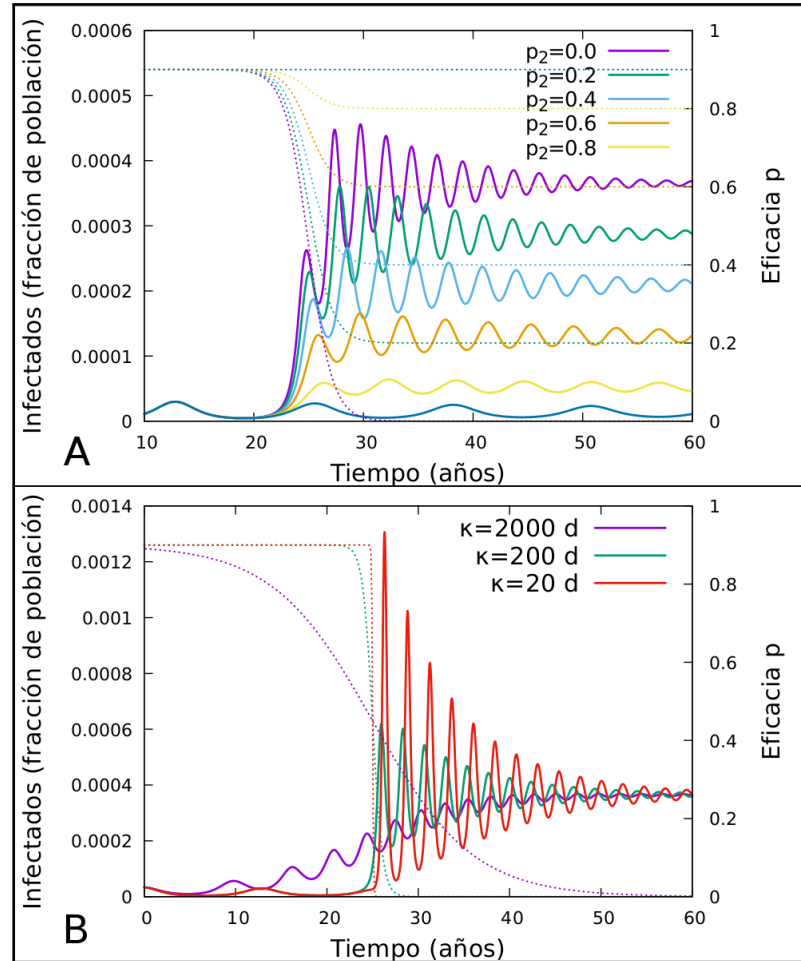 0.0006
0.0005
0.0004
0.0003
0.0002
0.0001
0
Infectados (fracción de población)
p2=0.0
p2=0.2
p2=0.4
p2=0.6
p2=0.8
1
0.8
0.6
0.4
0.2
0
Eficacia p
10 20 30 40 50 60
Tiempo (años)
A
0.0014
0.0012
0.001
0.0008
0.0006
0.0004
0.0002
0
Infectados (fracción de población)
κ=2000 d
κ=200 d
κ=20 d
1
0.8
0.6
0.4
0.2
0
Eficacia p
0 10 20 30 40 50 60
Tiempo (años)
B